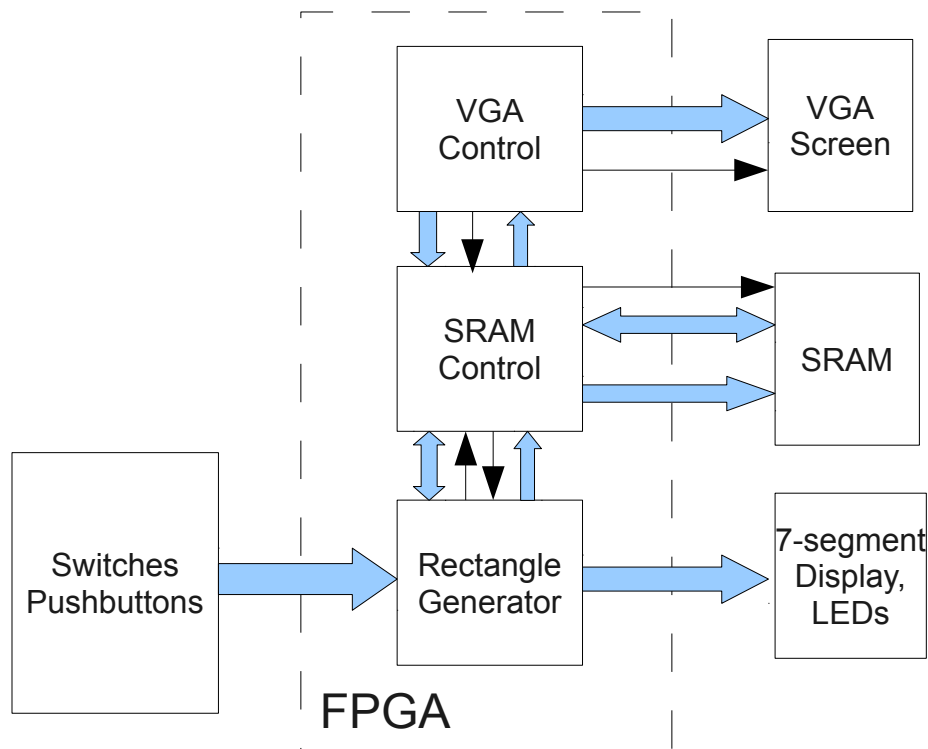 VGA
Control
VGA
Screen
SRAM
Control
SRAM
Switches
Pushbuttons
Rectangle
Generator
7-segment
Display,
LEDs
FPGA